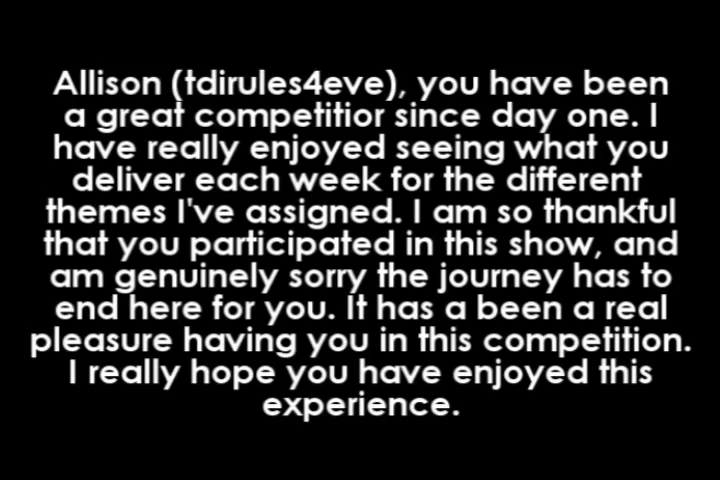 Allison (tdirules4eve), you have been
a great competitior since day one. I
have really enjoyed seeing what you
deliver each week for the different
themes I've assigned. I am so thankful
that you participated in this show, and
am genuinely sorry the journey has to
end here for you. It has a been a real
pleasure having you in this competition.
I really hope you have enjoyed this
experience.